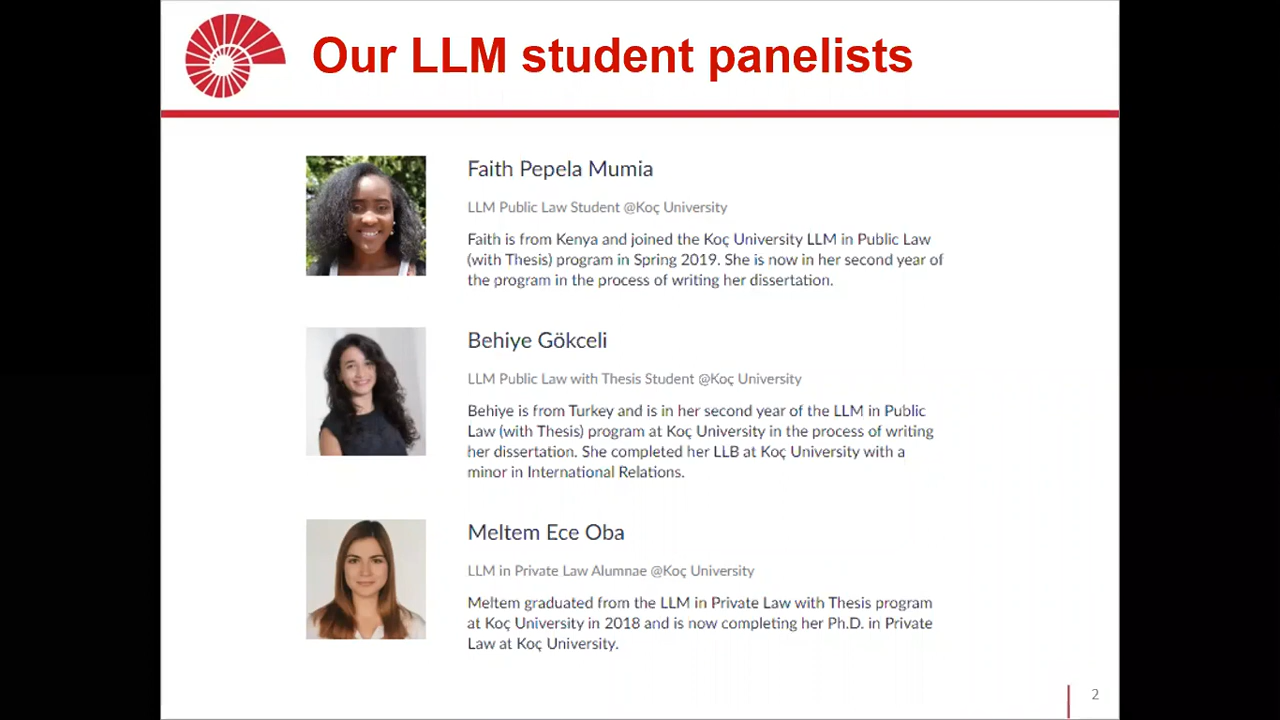 Our LLM student panelists
Faith Pepela Mumia
LLM Public Law Student @Koç University
Faith is from Kenya and joined the Koç University LLM in Public Law
(with Thesis) program in Spring 2019. She is now in her second year of
the program in the process of writing her dissertation.
Behiye Gökceli
LLM Public Law with Thesis Student @Koç University
Behiye is from Turkey and is in her second year of the LLM in Public
Law (with Thesis) program at Koç University in the process of writing
her dissertation. She completed her LLB at Koç University with a
minor in International Relations.
Meltem Ece Oba
LLM in Private Law Alumnae @Koç University
Meltem graduated from the LLM in Private Law with Thesis program
at Koç University in 2018 and is now completing her Ph.D. in Private
Law at Koç University.
2